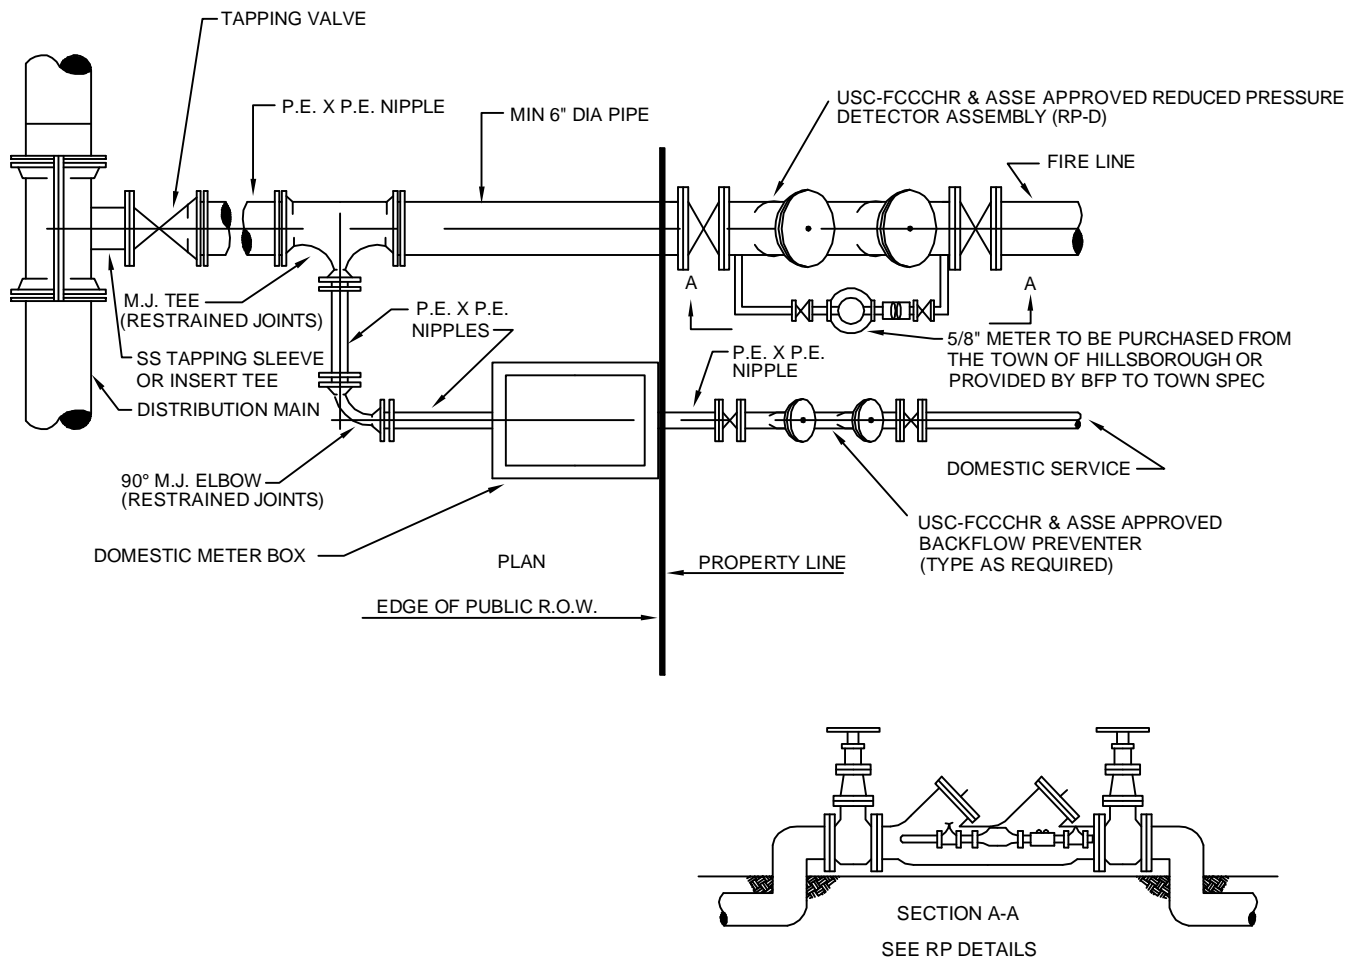 TAPPING VALVE
P.E. X P.E. NIPPLE
MIN 6" DIA PIPE
USC-FCCCHR & ASSE APPROVED REDUCED PRESSURE
DETECTOR ASSEMBLY (RP-D)
FIRE LINE
M.J. TEE
(RESTRAINED JOINTS)
P.E. X P.E.
NIPPLES
A
A
5/8" METER TO BE PURCHASED FROM
THE TOWN OF HILLSBOROUGH OR
PROVIDED BY BFP TO TOWN SPEC
SS TAPPING SLEEVE
OR INSERT TEE
P.E. X P.E.
NIPPLE
DISTRIBUTION MAIN
90° M.J. ELBOW
(RESTRAINED JOINTS)
DOMESTIC SERVICE
USC-FCCCHR & ASSE APPROVED
BACKFLOW PREVENTER
(TYPE AS REQUIRED)
DOMESTIC METER BOX
PLAN
PROPERTY LINE
EDGE OF PUBLIC R.O.W.
SECTION A-A
SEE RP DETAILS